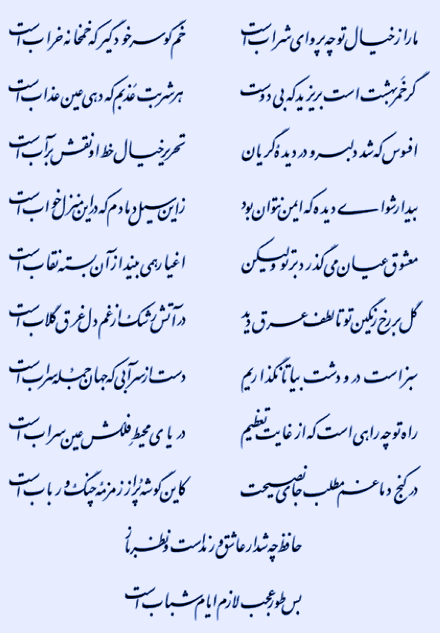 ما را ز خیال تو چه پروای شراب است خم گو سر خود گیر که خمخانه خراب است
گر خمر بهشت است بریزید که بی دوست هر شربت عذبم که دهی عین عذاب است
افسوس که شد دلبر و در دیده گریان تحریر خیال خط او نقش بر آب است
بیدار شو ای دیده که ایمن نتوان بود زین سیل دمادم که در این منزل خواب است
معشوق عیان می گذرد بر تو ولیکن اغیار همی بیند از آن بسته نقاب است
گل بر رخ رنگین تو تا لطف عرق دید در آتش شک از غم دل غرق گلاب است
سبز است در و دشت بیا تا نگذاریم دست از سر آبی که جهان جمله سراب است
راه تو چه راهی است که از غایت تعظیم دریای محیط فلکش عین سراب است
در کنج دماغم مطلب جای نصیحت کاین گوشه پر از زمزمه چنگ و رباب است
حافظ چه شد ار عاشق و رند است و نظرباز
بس طور عجب لازم ایام شباب است